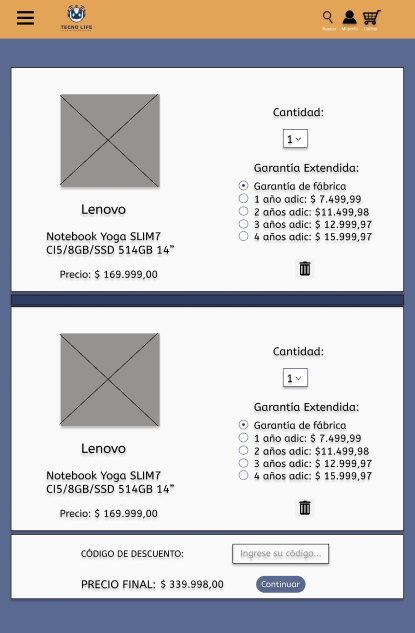 TECNO LIFE
Buscar
Mi perfil
Carrito
Cantidad:
1
Garantía Extendida:
Garantía de fábrica
1 año adic: $ 7.499,99
2 años adic: $11.499,98
3 años adic: $ 12.999,97
4 años adic: $ 15.999,97
Lenovo
Notebook Yoga SLIM7
CI5/8GB/SSD 514GB 14”
Precio: $ 169.999,00
Cantidad:
1
Garantía Extendida:
Garantía de fábrica
1 año adic: $ 7.499,99
2 años adic: $11.499,98
3 años adic: $ 12.999,97
4 años adic: $ 15.999,97
Lenovo
Notebook Yoga SLIM7
CI5/8GB/SSD 514GB 14”
Precio: $ 169.999,00
CÓDIGO DE DESCUENTO:
Ingrese su código...
PRECIO FINAL: $ 339.998,00
Continuar